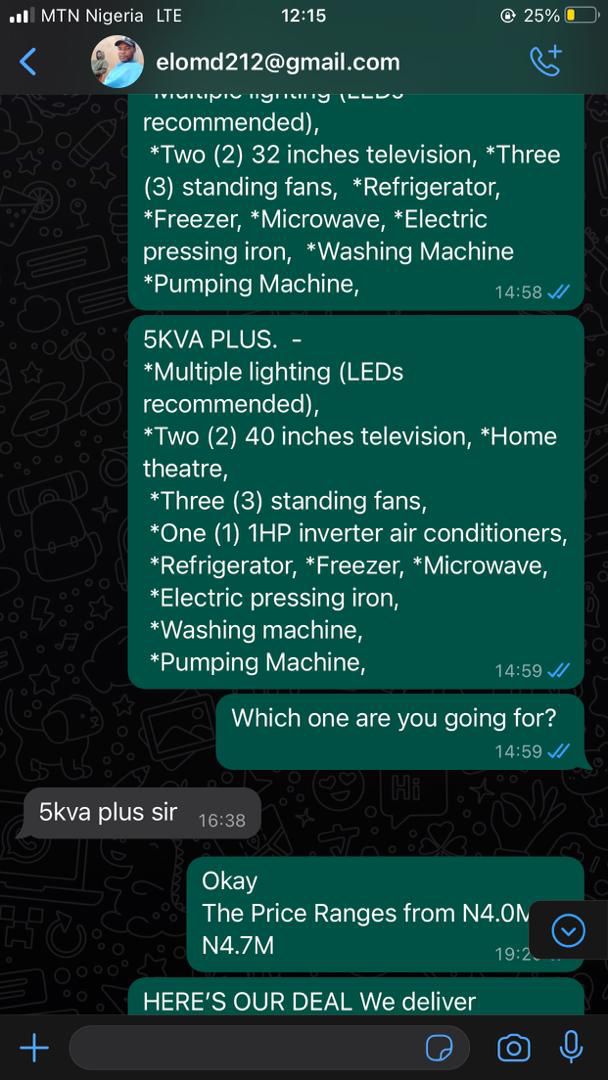 MTN Nigeria LTE 12:15 25%
elomd212@gmail.com
*Multiple lighting (LEDs
recommended),
*Two (2) 32 inches television, *Three
(3) standing fans, *Refrigerator,
*Freezer, *Microwave, *Electric
pressing iron, *Washing Machine
*Pumping Machine,
14:58
5KVA PLUS. -
*Multiple lighting (LEDs
recommended),
*Two (2) 40 inches television, *Home
theatre,
*Three (3) standing fans,
*One (1) 1HP inverter air conditioners,
*Refrigerator, *Freezer, *Microwave,
*Electric pressing iron,
*Washing machine,
*Pumping Machine,
14:59
Which one are you going for?
14:59
5kva plus sir 16:38
Okay
The Price Ranges from N4.0M
N4.7M
HERE'S OUR DEAL We deliver